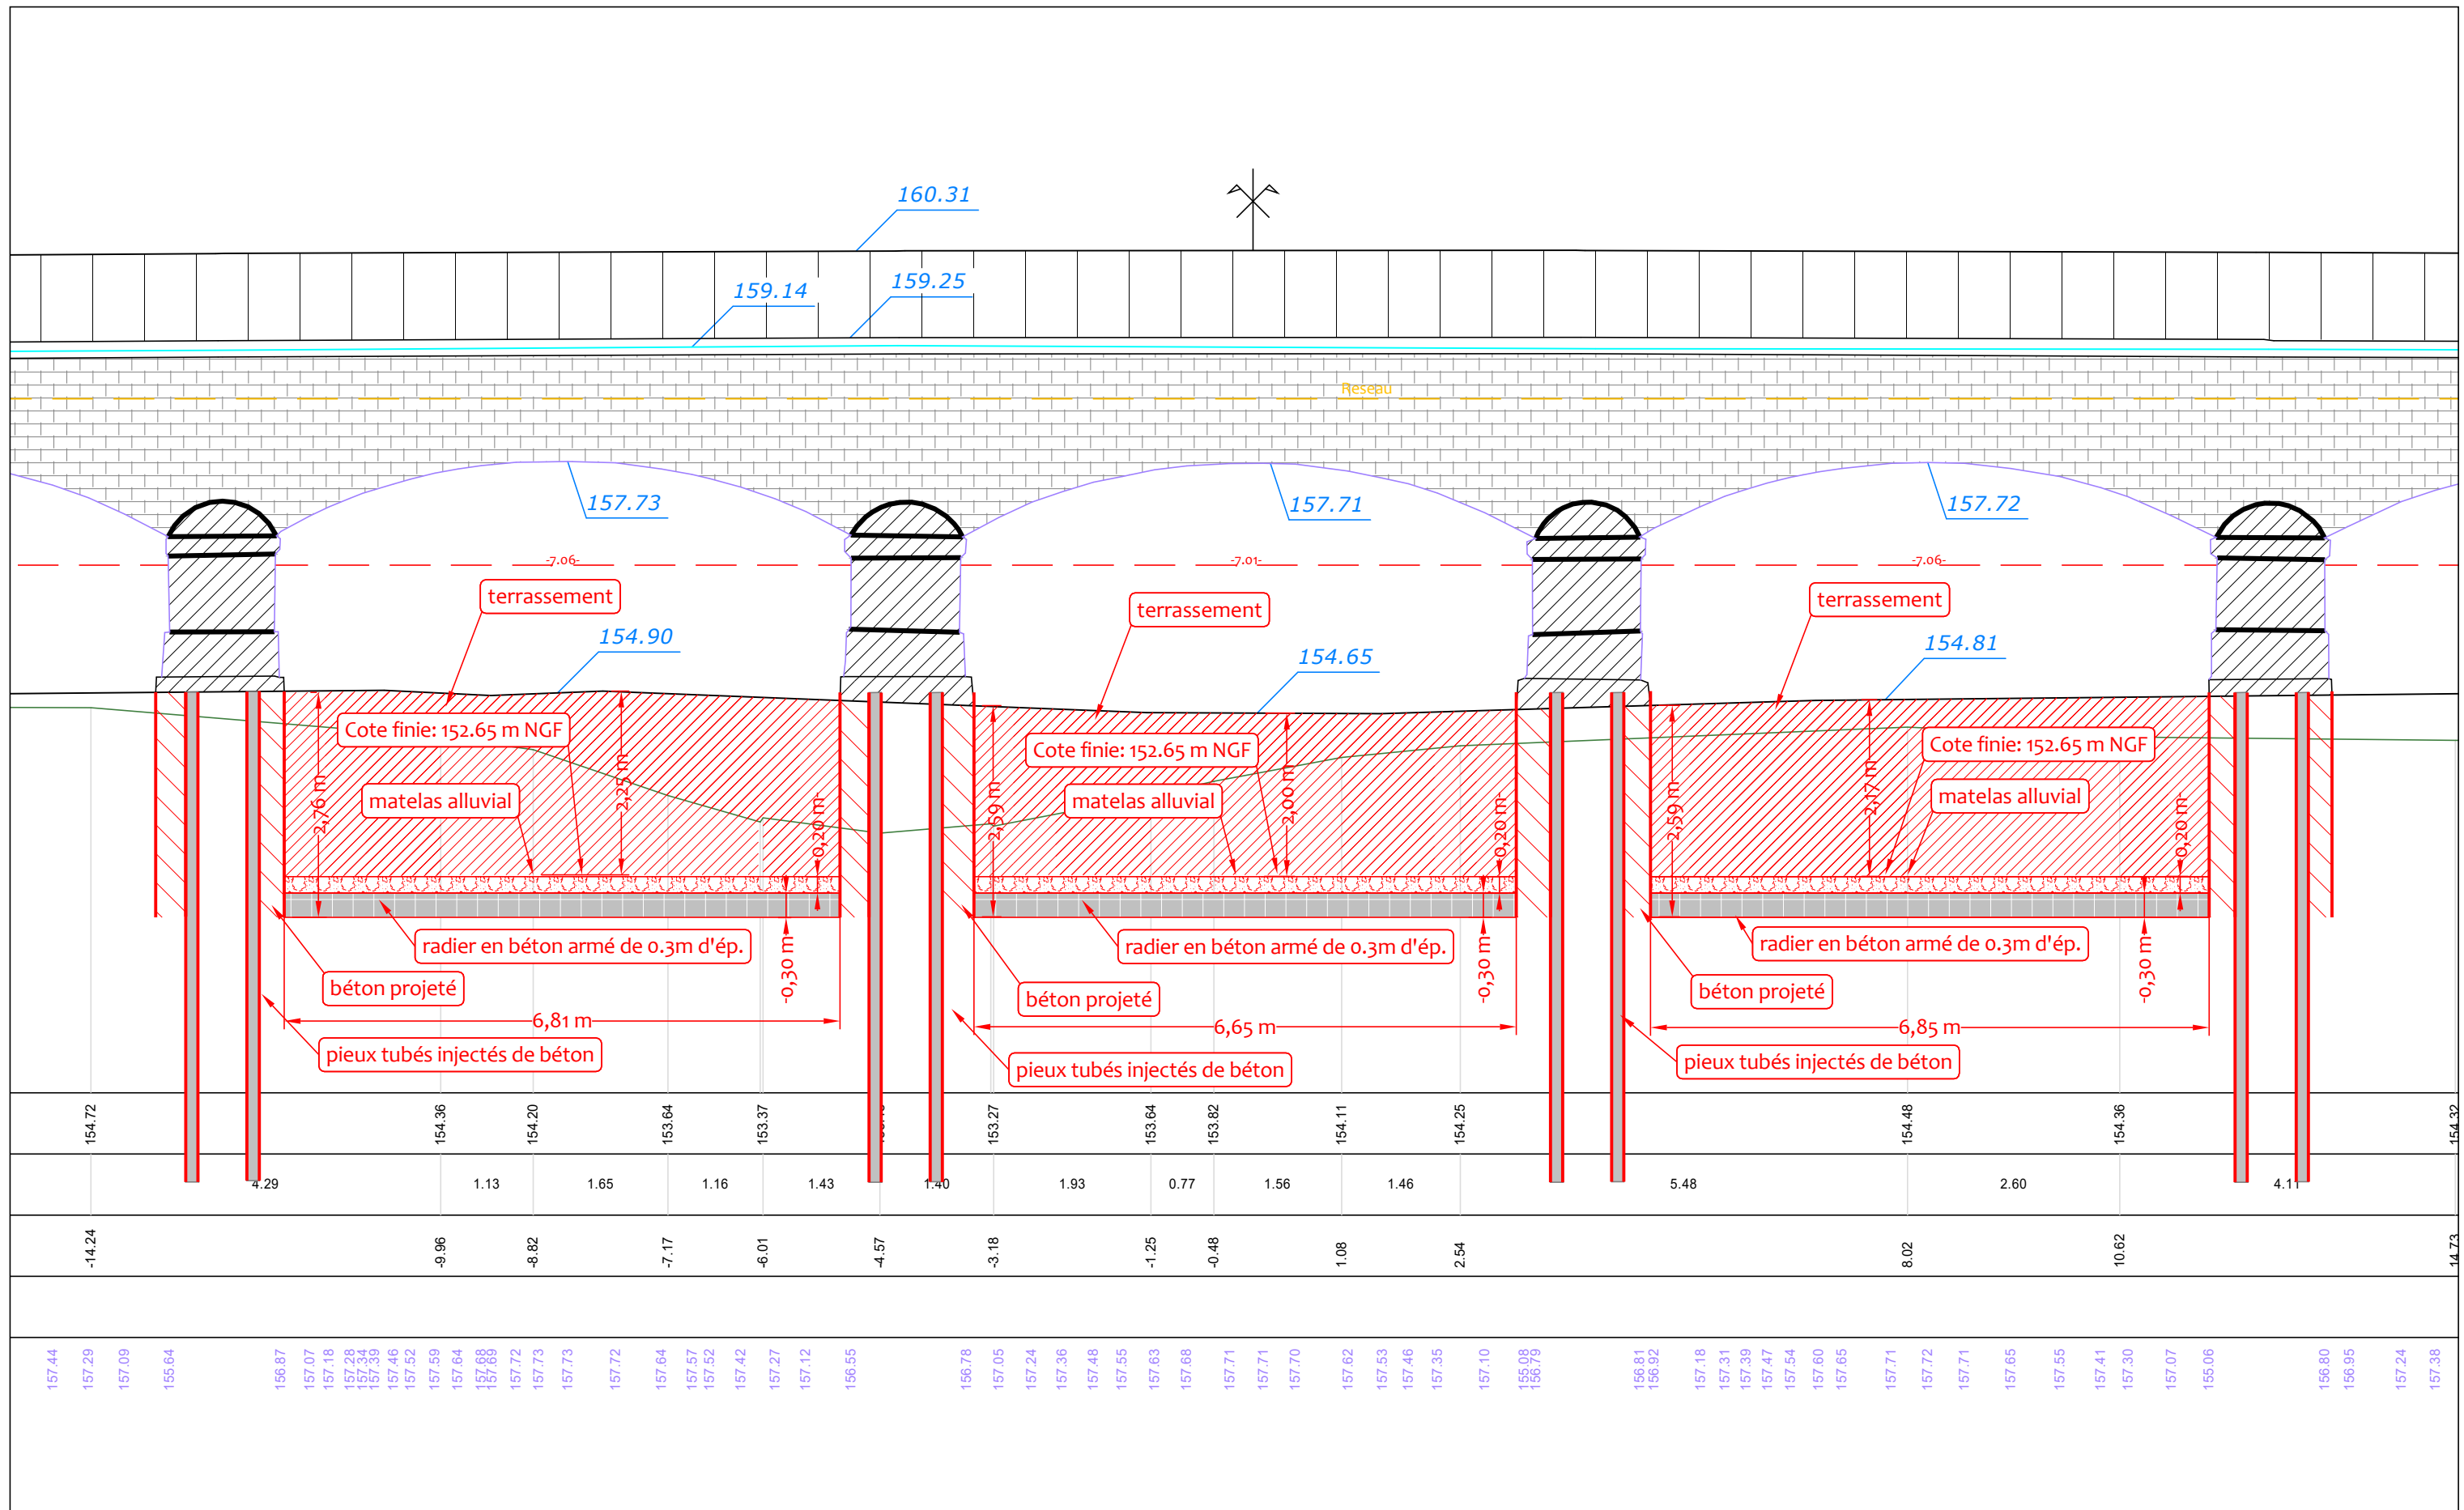 160.31
159.14
159.25
Reseau
157.73
157.71
157.72
-7.06-
-7.01-
-7.06-
terrassement
terrassement
terrassement
154.90
154.65
154.81
Cote finie: 152.65 m NGF
Cote finie: 152.65 m NGF
Cote finie: 152.65 m NGF
matelas alluvial
matelas alluvial
matelas alluvial
2,76 m
2,25 m
0,20 m
2,59 m
2,00 m
0,20 m
2,59 m
2,17 m
0,20 m
radier en béton armé de 0.3m d'ép.
radier en béton armé de 0.3m d'ép.
radier en béton armé de 0.3m d'ép.
-0,30 m
-0,30 m
-0,30 m
béton projeté
béton projeté
béton projeté
6,81 m
6,65 m
6,85 m
pieux tubés injectés de béton
pieux tubés injectés de béton
pieux tubés injectés de béton
154.72 154.36 154.20 153.64 153.37 153.27 153.64 153.82 154.11 154.25 154.48 154.36 154.32
4.29 1.13 1.65 1.16 1.43 1.40 1.93 0.77 1.56 1.46 5.48 2.60 4.11
-14.24 -9.96 -8.82 -7.17 -6.01 -4.57 -3.18 -1.25 -0.48 1.08 2.54 8.02 10.62 14.73
157.44 157.29 157.09 155.64 156.87 157.07 157.18 157.28 157.34 157.39 157.46 157.52 157.59 157.64 157.68 157.69 157.72 157.73 157.73 157.72 157.64 157.57 157.52 157.42 157.27 157.12 156.55 156.78 157.05 157.24 157.36 157.48 157.55 157.63 157.68 157.71 157.71 157.70 157.62 157.53 157.46 157.35 157.10 155.08 156.79 156.81 156.92 157.18 157.31 157.39 157.47 157.54 157.60 157.65 157.71 157.72 157.71 157.65 157.55 157.41 157.30 157.07 155.06 156.80 156.95 157.24 157.38